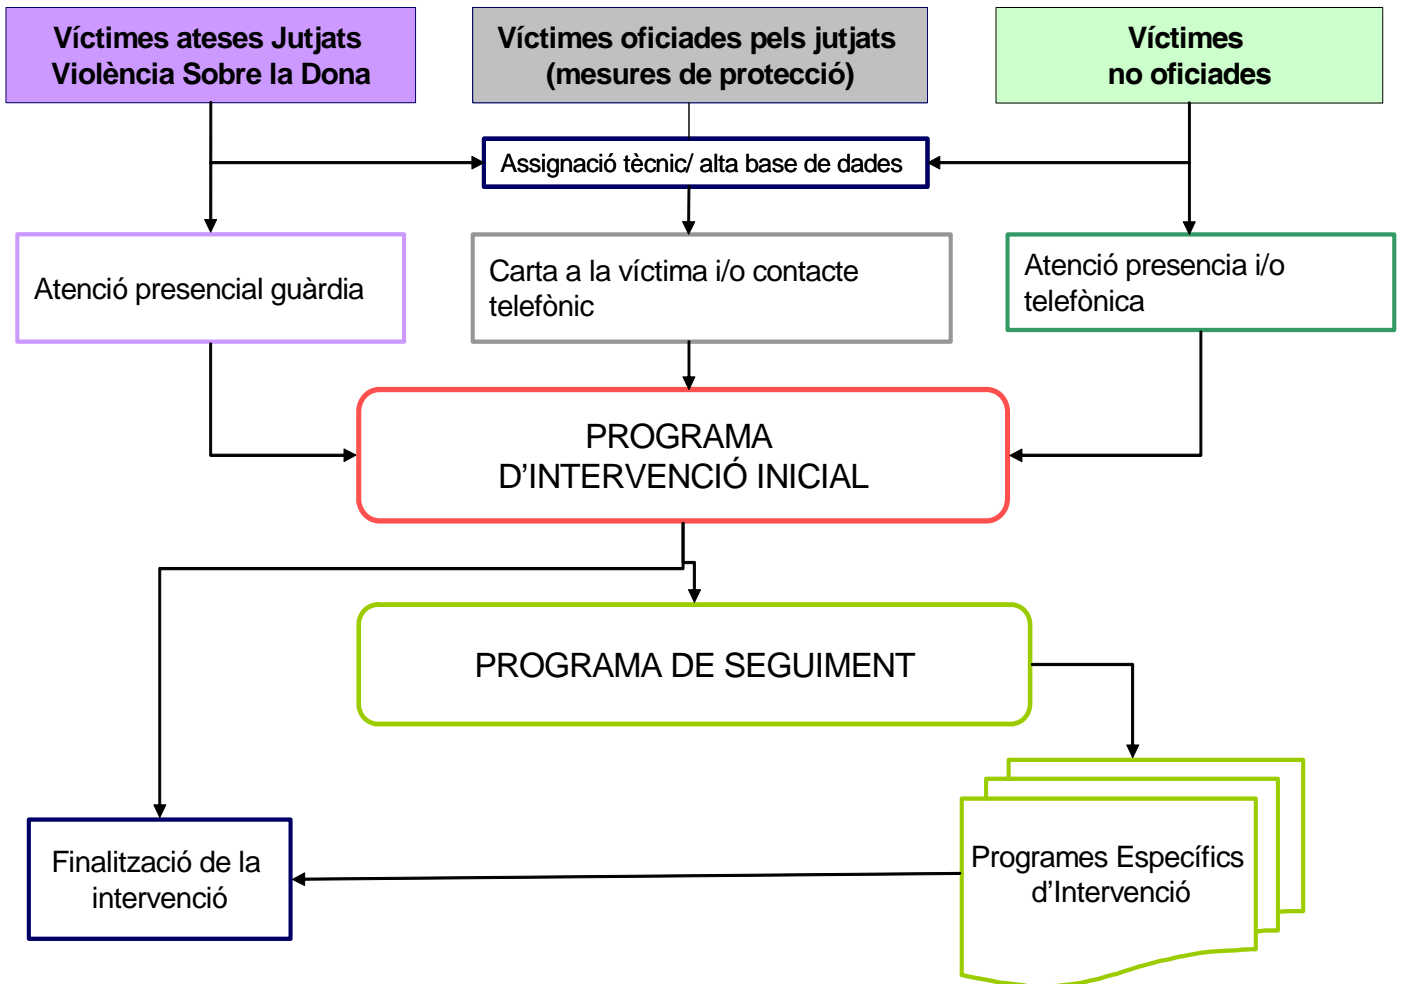 Víctimes ateses Jutjats
Violència Sobre la Dona
Víctimes oficiades pels jutjats
(mesures de protecció)
Víctimes
no oficiades
Assignació tècnic/ alta base de dades
Atenció presencial guàrdia
Carta a la víctima i/o contacte
telefònic
Atenció presencia i/o
telefònica
PROGRAMA
D’INTERVENCIÓ INICIAL
PROGRAMA DE SEGUIMENT
Finalització de la
intervenció
Programes Específics
d’Intervenció